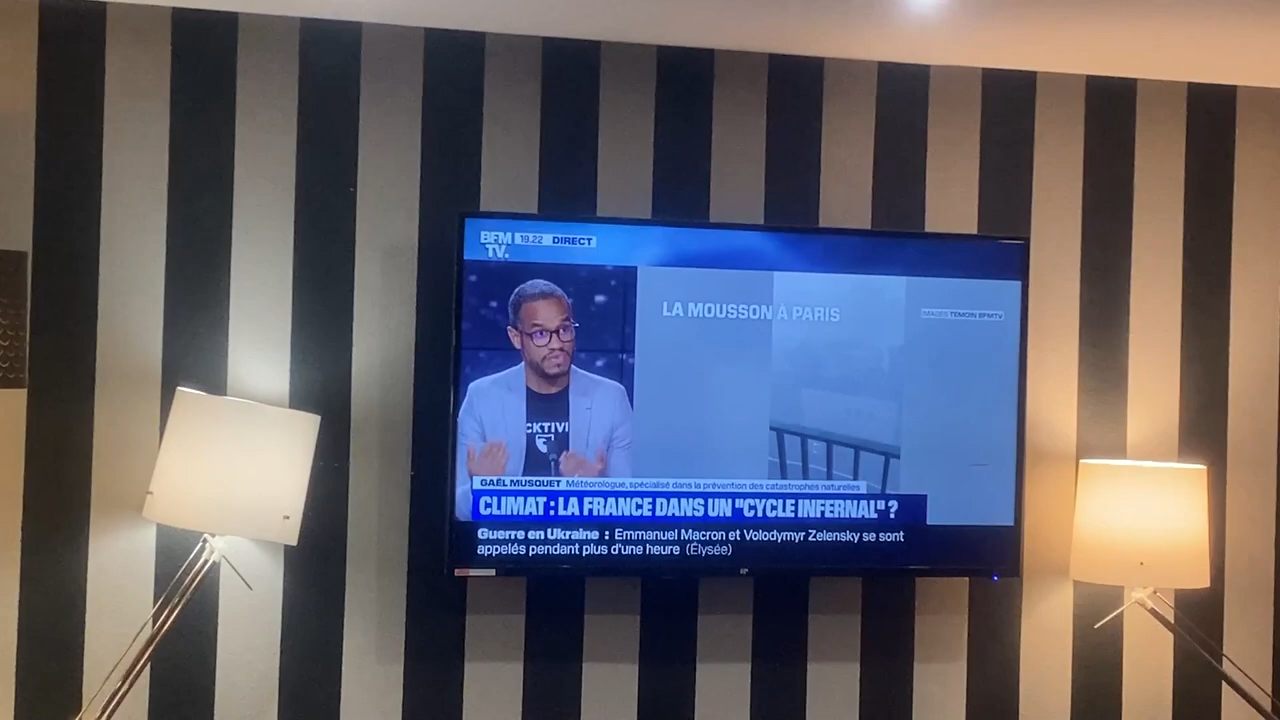 BFM
TV.
19.22 DIRECT
LA MOUSSON À PARIS
IMAGES TEMOIN BFMTV
CKTIVI
GAËL MUSQUET Météorologue, spécialisé dans la prévention des catastrophes naturelles
CLIMAT : LA FRANCE DANS UN "CYCLE INFERNAL" ?
Guerre en Ukraine : Emmanuel Macron et Volodymyr Zelensky se sont
appelés pendant plus d'une heure (Élysée)